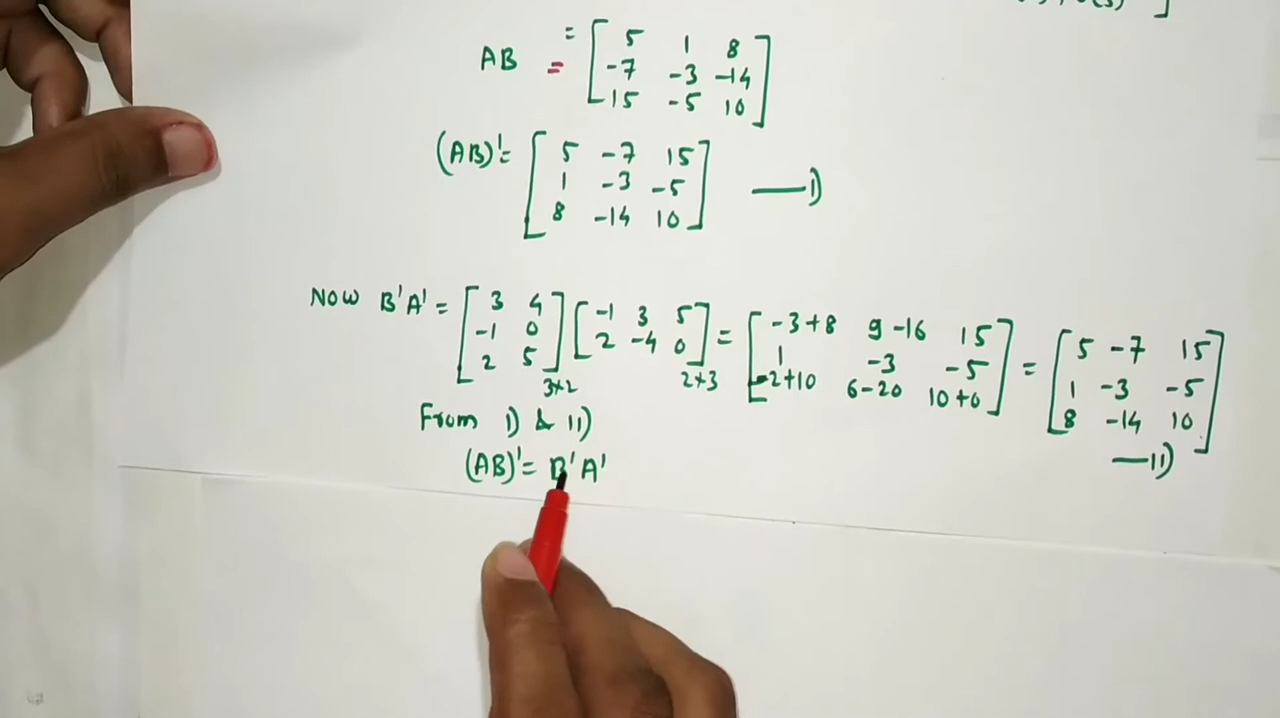 AB = = [ 5 1 8
-7 -3 -14
15 -5 10 ]
(AB)' = [ 5 -7 15
1 -3 -5
8 -14 10 ] —— I)
Now B'A' = [ 3 4 ] [ -1 3 5 ] = [ -3+8 9-16 15 ] = [ 5 -7 15 ]
-1 0 2 -4 0 1 -3 -5 1 -3 -5
2 5 -2+10 6-20 10+0 8 -14 10
3×2 2×3
From I) & II) —— II)
(AB)' = B'A'